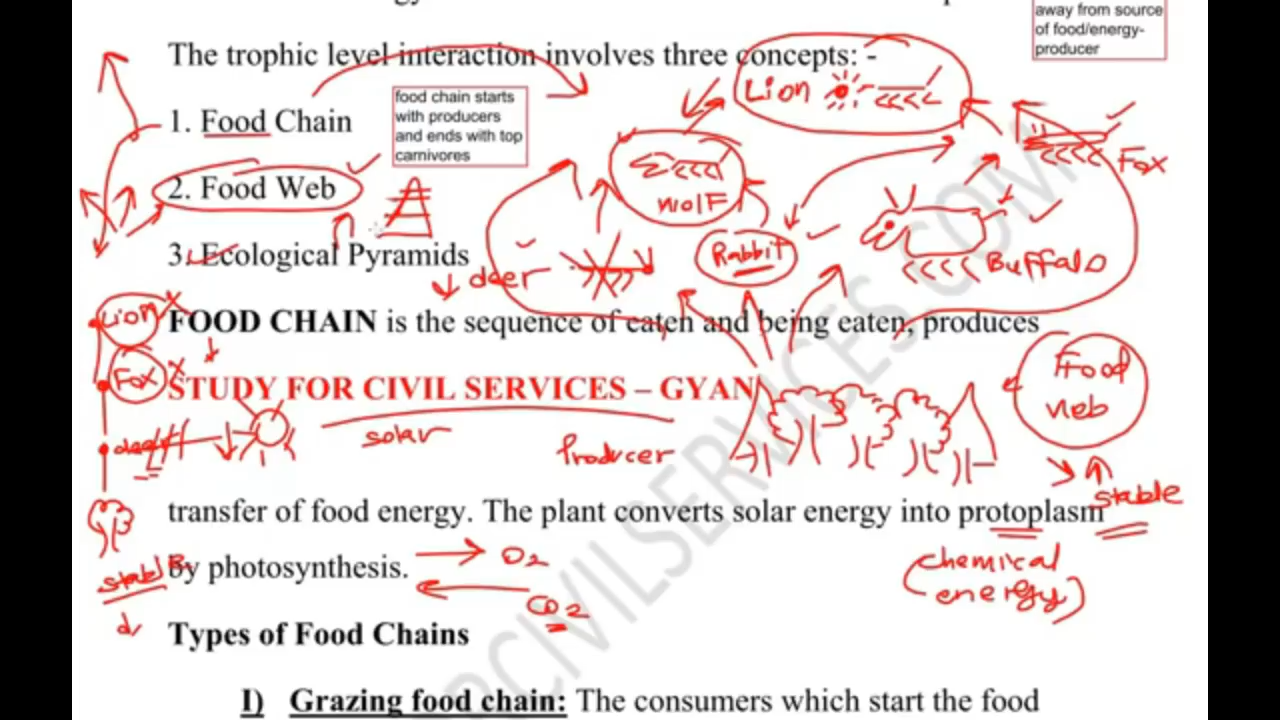 away from source
of food/energy-
producer
The trophic level interaction involves three concepts: -
Lion
1. Food Chain
food chain starts
with producers
and ends with top
carnivores
Fox
2. Food Web
wolf
Rabbit
3. Ecological Pyramids
deer
Buffalo
Lion
FOOD CHAIN is the sequence of eaten and being eaten, produces
Fox
STUDY FOR CIVIL SERVICES – GYAN
Food
web
deer
solar
Producer
stable
transfer of food energy. The plant converts solar energy into protoplasm
By photosynthesis.
O2
chemical
energy
stable
CO2
Types of Food Chains
I) Grazing food chain: The consumers which start the food